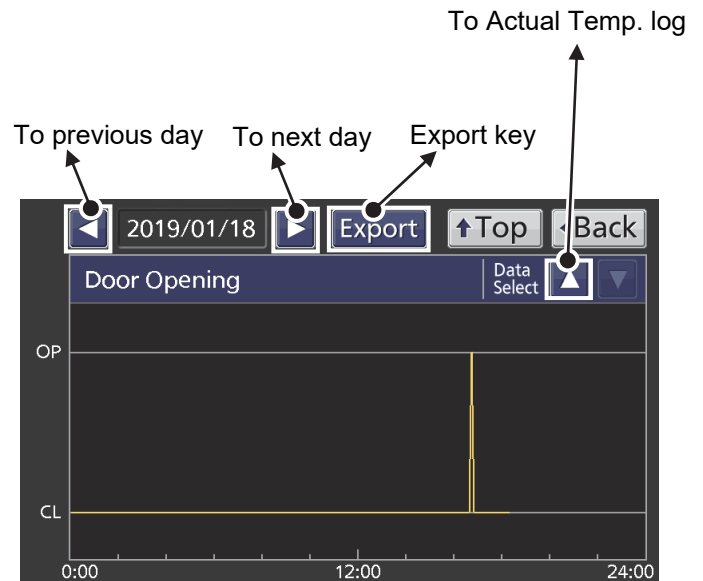 To Actual Temp. log
To previous day
To next day
Export key
◀ 2019/01/18 ▶ Export ↑Top ‹Back
Door Opening
Data
Select
▲ ▼
OP
CL
0:00 12:00 24:00